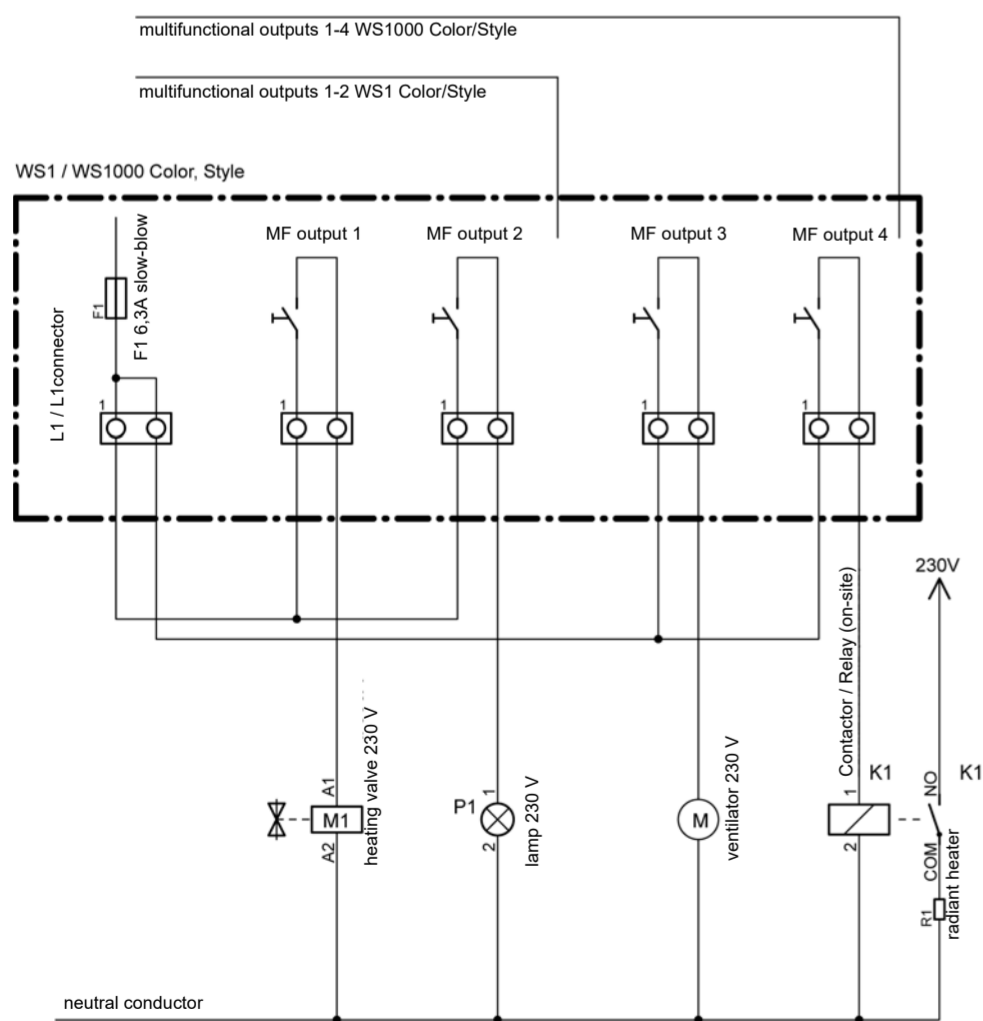 multifunctional outputs 1-4 WS1000 Color/Style
multifunctional outputs 1-2 WS1 Color/Style
WS1 / WS1000 Color, Style
MF output 1
MF output 2
MF output 3
MF output 4
L1 / L1connector
F1
F1 6,3A slow-blow
1
1
1
1
1
230V
Contactor / Relay (on-site)
heating valve 230 V
A1
M1
A2
P1
1
2
lamp 230 V
M
ventilator 230 V
K1
1
2
NO
K1
COM
R1
radiant heater
neutral conductor